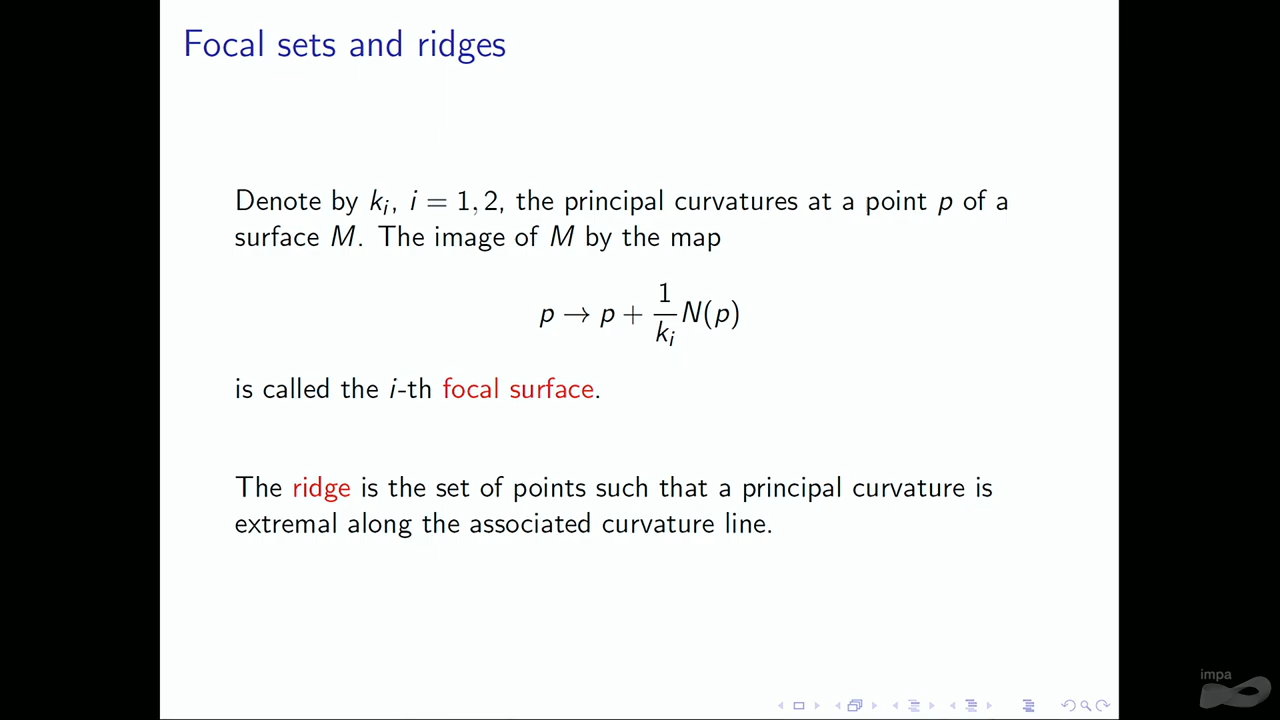 Focal sets and ridges
Denote by kᵢ, i = 1, 2, the principal curvatures at a point p of a
surface M. The image of M by the map
p → p + 1/kᵢ N(p)
is called the i-th focal surface.
The ridge is the set of points such that a principal curvature is
extremal along the associated curvature line.
impa